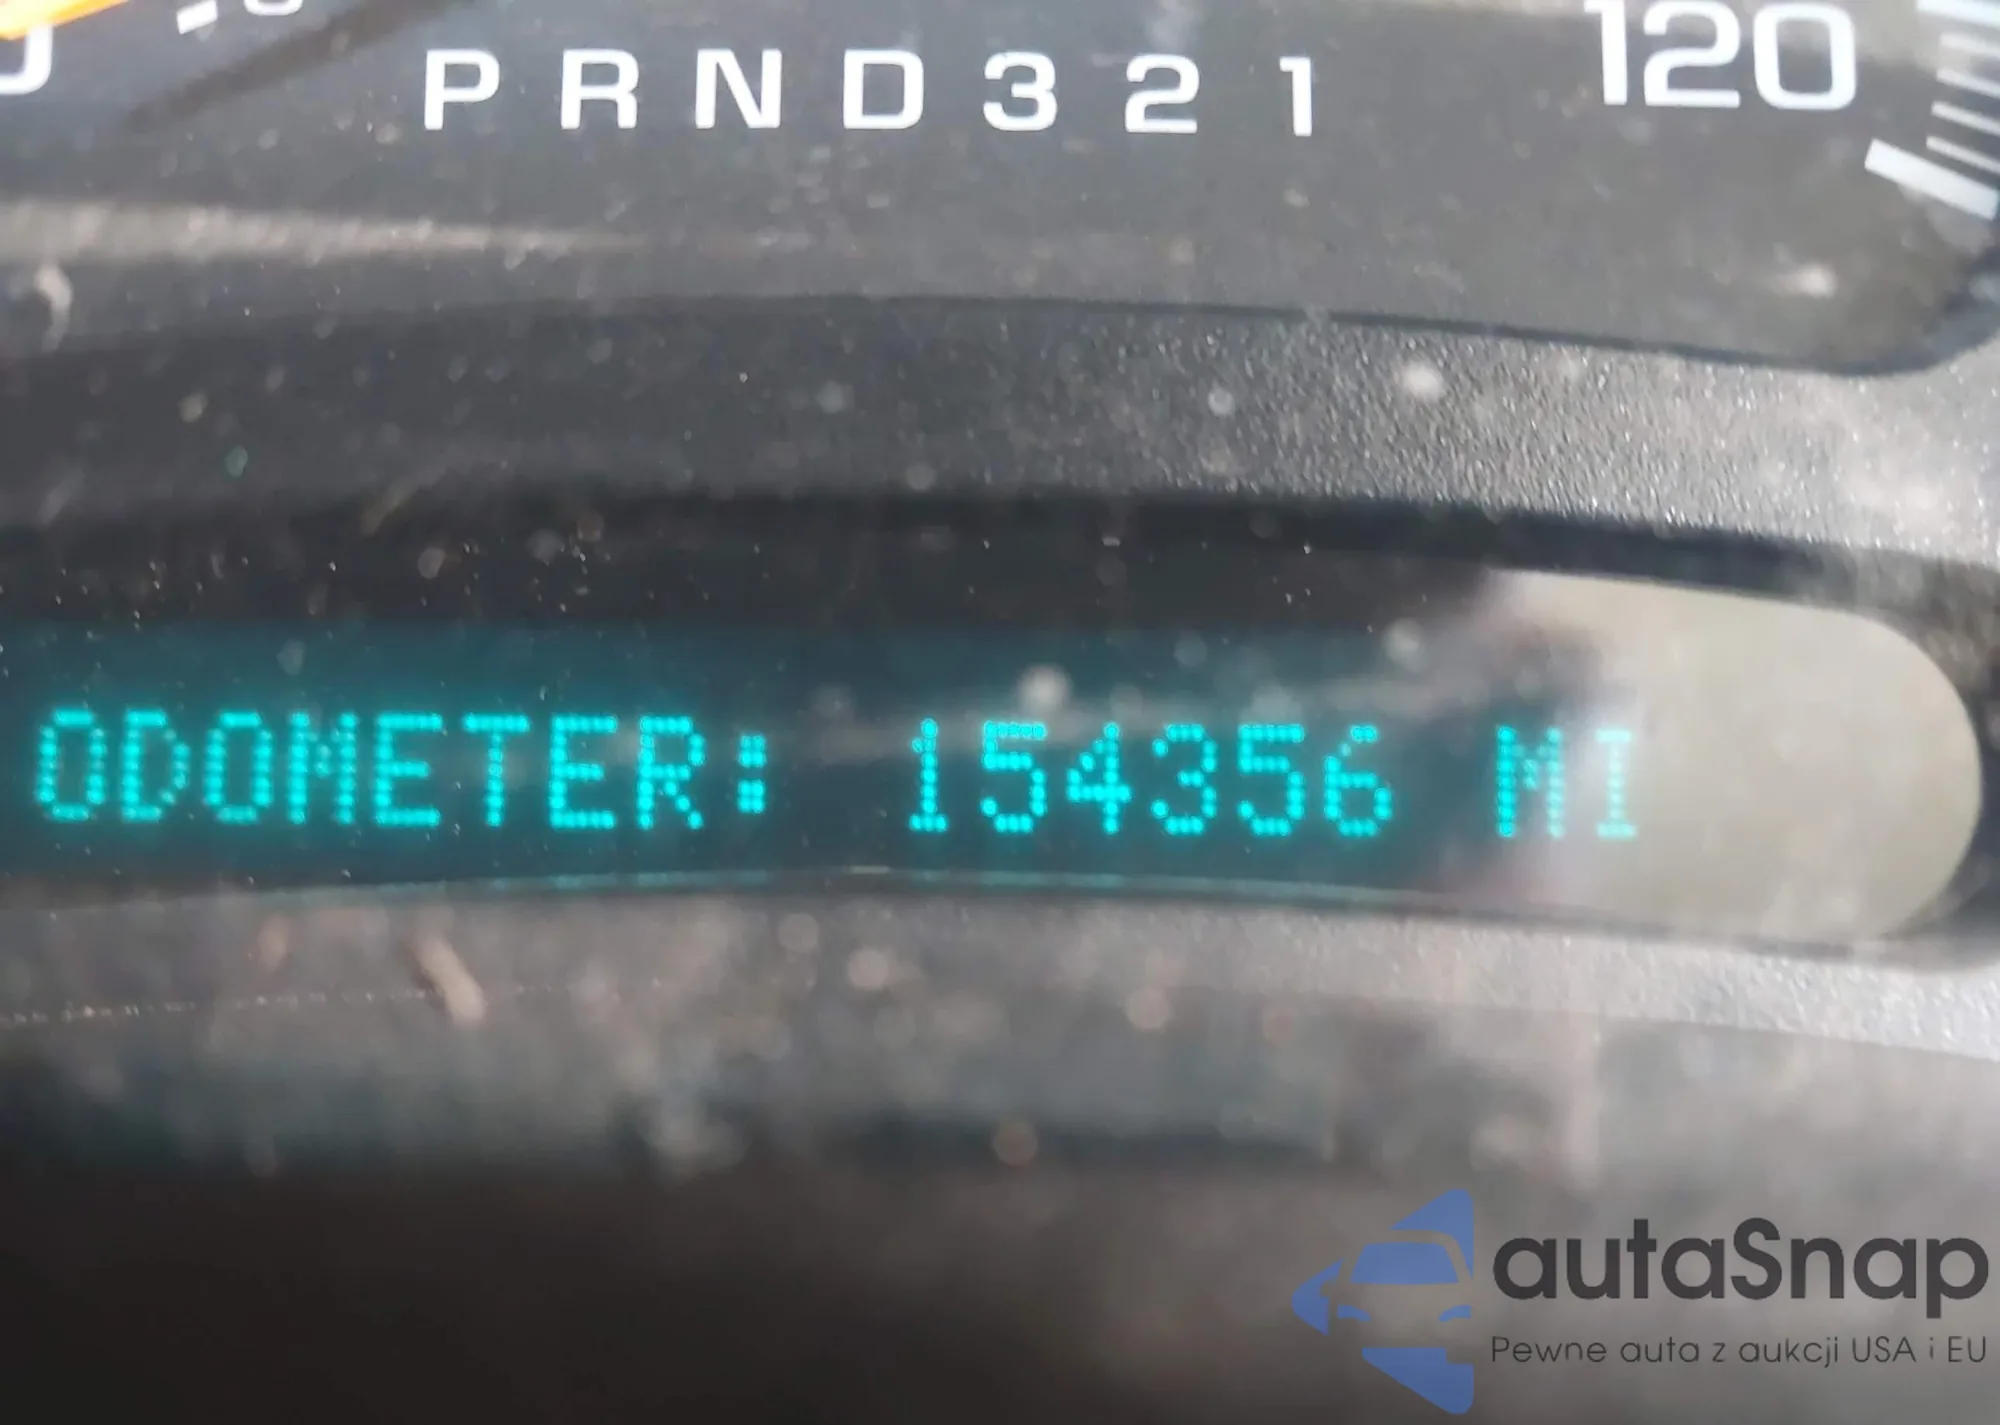 PRND321
120
ODOMETER: 154356 MI
autaSnap
Pewne auta z aukcji USA i EU